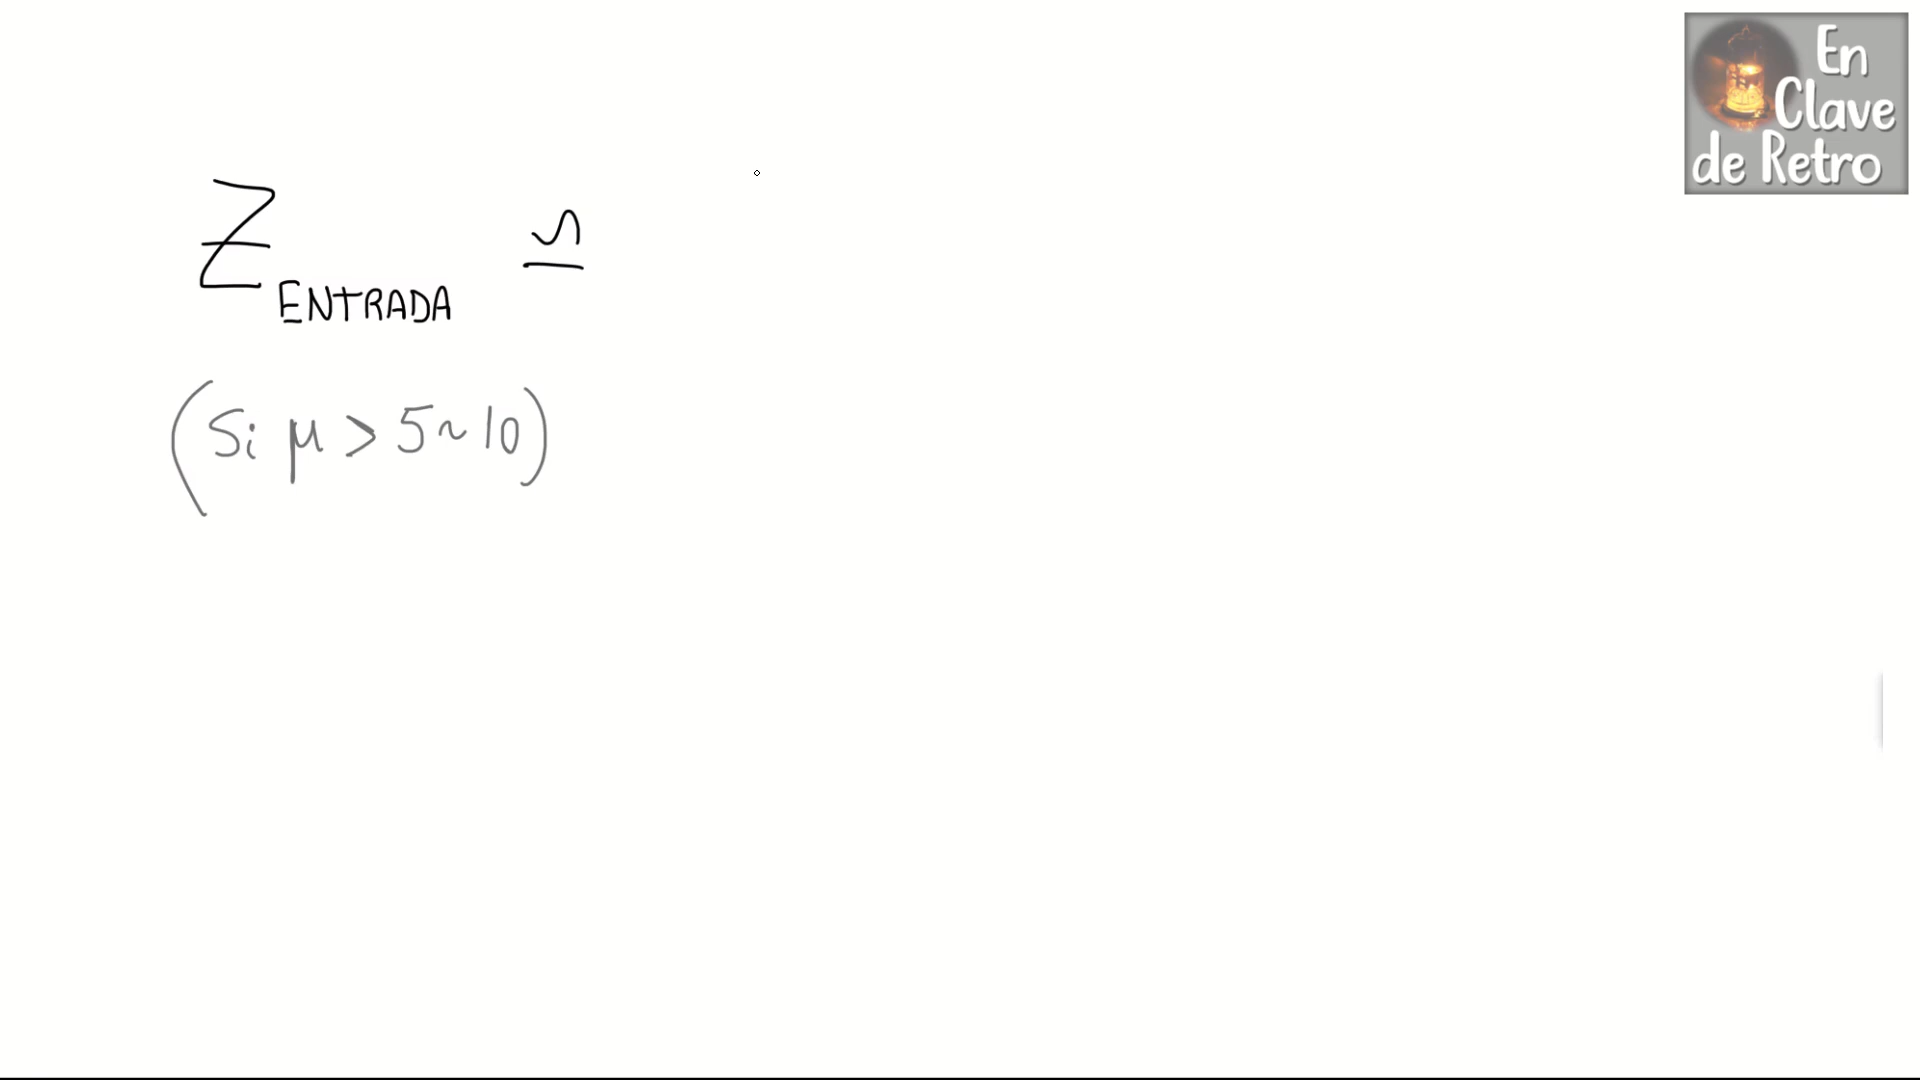 En
Clave
de Retro
Z ENTRADA ≃
(Si μ > 5~10)